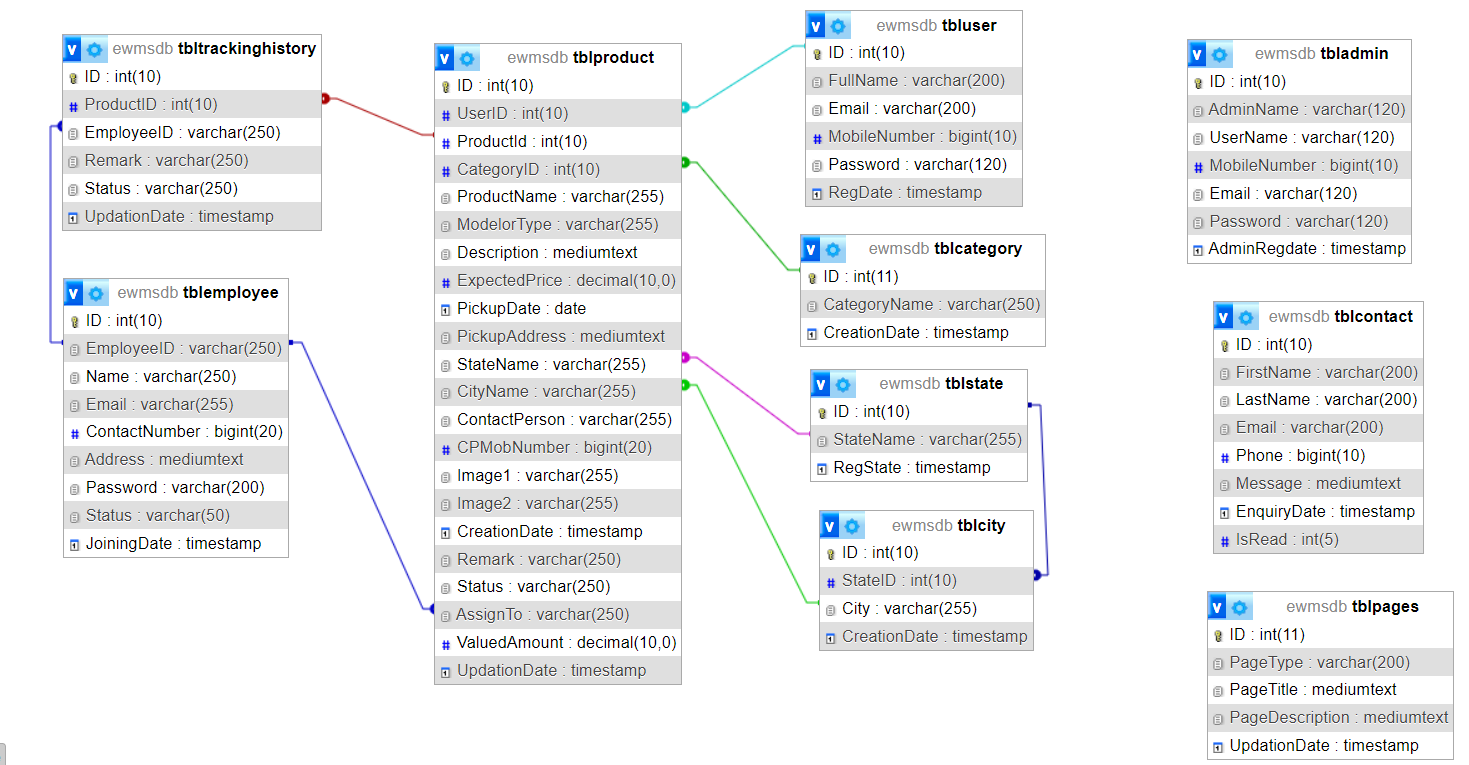 ewmsdb tbltrackinghistory
ID : int(10)
ProductID : int(10)
EmployeeID : varchar(250)
Remark : varchar(250)
Status : varchar(250)
UpdationDate : timestamp
ewmsdb tblemployee
ID : int(10)
EmployeeID : varchar(250)
Name : varchar(250)
Email : varchar(255)
ContactNumber : bigint(20)
Address : mediumtext
Password : varchar(200)
Status : varchar(50)
JoiningDate : timestamp
ewmsdb tblproduct
ID : int(10)
UserID : int(10)
ProductId : int(10)
CategoryID : int(10)
ProductName : varchar(255)
ModelorType : varchar(255)
Description : mediumtext
ExpectedPrice : decimal(10,0)
PickupDate : date
PickupAddress : mediumtext
StateName : varchar(255)
CityName : varchar(255)
ContactPerson : varchar(255)
CPMobNumber : bigint(20)
Image1 : varchar(255)
Image2 : varchar(255)
CreationDate : timestamp
Remark : varchar(250)
Status : varchar(250)
AssignTo : varchar(250)
ValuedAmount : decimal(10,0)
UpdationDate : timestamp
ewmsdb tbluser
ID : int(10)
FullName : varchar(200)
Email : varchar(200)
MobileNumber : bigint(10)
Password : varchar(120)
RegDate : timestamp
ewmsdb tblcategory
ID : int(11)
CategoryName : varchar(250)
CreationDate : timestamp
ewmsdb tblstate
ID : int(10)
StateName : varchar(255)
RegState : timestamp
ewmsdb tblcity
ID : int(10)
StateID : int(10)
City : varchar(255)
CreationDate : timestamp
ewmsdb tbladmin
ID : int(10)
AdminName : varchar(120)
UserName : varchar(120)
MobileNumber : bigint(10)
Email : varchar(120)
Password : varchar(120)
AdminRegdate : timestamp
ewmsdb tblcontact
ID : int(10)
FirstName : varchar(200)
LastName : varchar(200)
Email : varchar(200)
Phone : bigint(10)
Message : mediumtext
EnquiryDate : timestamp
IsRead : int(5)
ewmsdb tblpages
ID : int(11)
PageType : varchar(200)
PageTitle : mediumtext
PageDescription : mediumtext
UpdationDate : timestamp